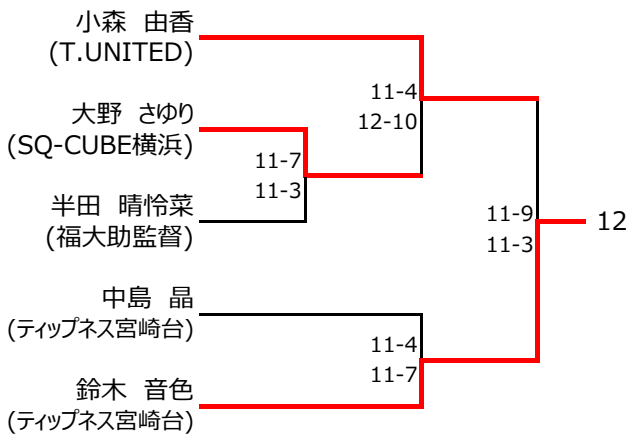 小森 由香
(T.UNITED)
大野 さゆり
(SQ-CUBE横浜)
半田 晴怜菜
(福大助監督)
中島 晶
(ティップネス宮崎台)
鈴木 音色
(ティップネス宮崎台)
11-7
11-3
11-4
12-10
11-4
11-7
11-9
11-3
12